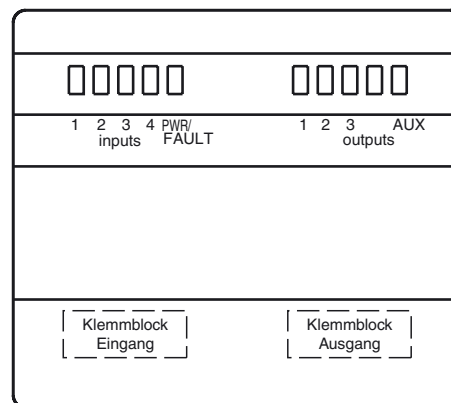 1 2 3 4 PWR/
inputs FAULT
1 2 3 AUX
outputs
Klemmblock
Eingang
Klemmblock
Ausgang